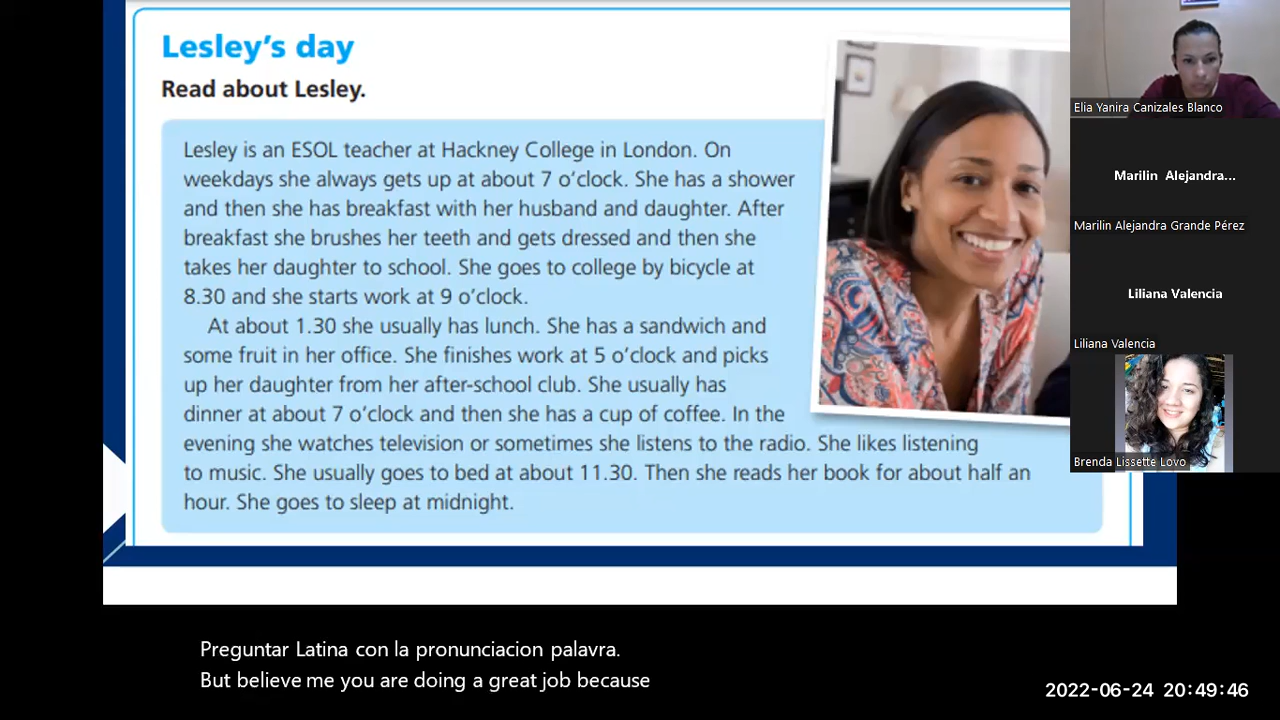 Lesley's day
Read about Lesley.
Lesley is an ESOL teacher at Hackney College in London. On
weekdays she always gets up at about 7 o'clock. She has a shower
and then she has breakfast with her husband and daughter. After
breakfast she brushes her teeth and gets dressed and then she
takes her daughter to school. She goes to college by bicycle at
8.30 and she starts work at 9 o'clock.
At about 1.30 she usually has lunch. She has a sandwich and
some fruit in her office. She finishes work at 5 o'clock and picks
up her daughter from her after-school club. She usually has
dinner at about 7 o'clock and then she has a cup of coffee. In the
evening she watches television or sometimes she listens to the radio. She likes listening
to music. She usually goes to bed at about 11.30. Then she reads her book for about half an
hour. She goes to sleep at midnight.
Elia Yanira Canizales Blanco
Marilin Alejandra...
Marilin Alejandra Grande Pérez
Liliana Valencia
Liliana Valencia
Brenda Lissette Lovo
Preguntar Latina con la pronunciacion palavra.
But believe me you are doing a great job because
2022-06-24 20:49:46